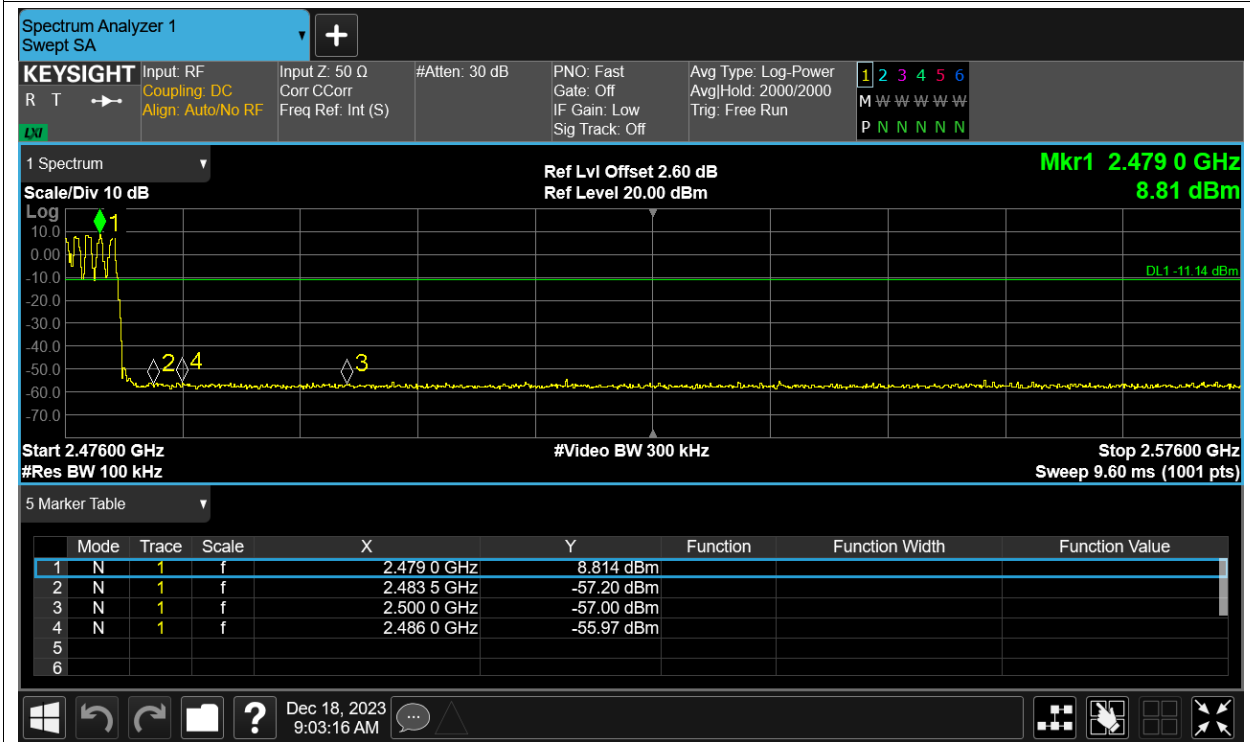 Spectrum Analyzer 1
Swept SA
+
KEYSIGHT
R T
LXI
Input: RF
Coupling: DC
Align: Auto/No RF
Input Z: 50 Ω
Corr CCorr
Freq Ref: Int (S)
#Atten: 30 dB
PNO: Fast
Gate: Off
IF Gain: Low
Sig Track: Off
Avg Type: Log-Power
Avg|Hold: 2000/2000
Trig: Free Run
1 2 3 4 5 6
M W W W W W
P N N N N N
1 Spectrum
Scale/Div 10 dB
Ref Lvl Offset 2.60 dB
Ref Level 20.00 dBm
Mkr1 2.479 0 GHz
8.81 dBm
Log
10.0
0.00
-10.0
-20.0
-30.0
-40.0
-50.0
-60.0
-70.0
1
2
4
3
DL1 -11.14 dBm
Start 2.47600 GHz
#Res BW 100 kHz
#Video BW 300 kHz
Stop 2.57600 GHz
Sweep 9.60 ms (1001 pts)
5 Marker Table
Mode Trace Scale X Y Function Function Width Function Value
1 N 1 f 2.479 0 GHz 8.814 dBm
2 N 1 f 2.483 5 GHz -57.20 dBm
3 N 1 f 2.500 0 GHz -57.00 dBm
4 N 1 f 2.486 0 GHz -55.97 dBm
5
6
?
Dec 18, 2023
9:03:16 AM